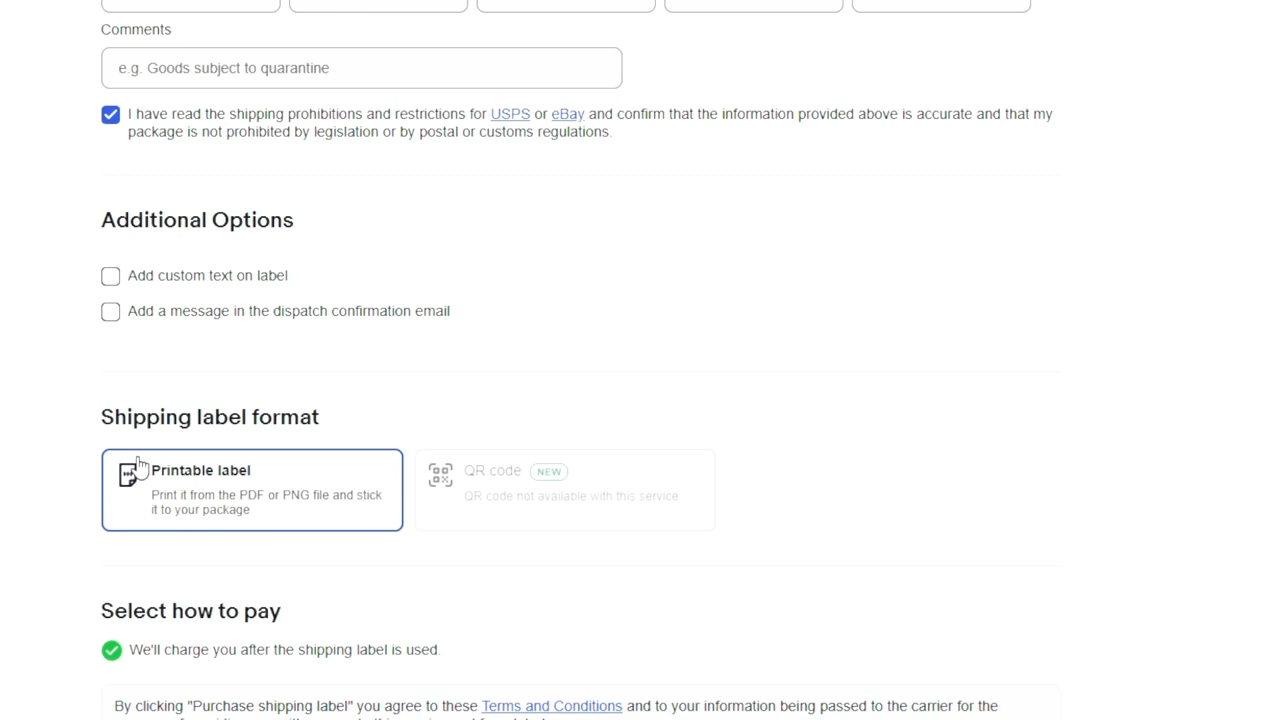 Comments
e.g. Goods subject to quarantine
I have read the shipping prohibitions and restrictions for USPS or eBay and confirm that the information provided above is accurate and that my
package is not prohibited by legislation or by postal or customs regulations.
Additional Options
Add custom text on label
Add a message in the dispatch confirmation email
Shipping label format
Printable label
Print it from the PDF or PNG file and stick
it to your package
QR code NEW
QR code not available with this service
Select how to pay
We'll charge you after the shipping label is used.
By clicking "Purchase shipping label" you agree to these Terms and Conditions and to your information being passed to the carrier for the